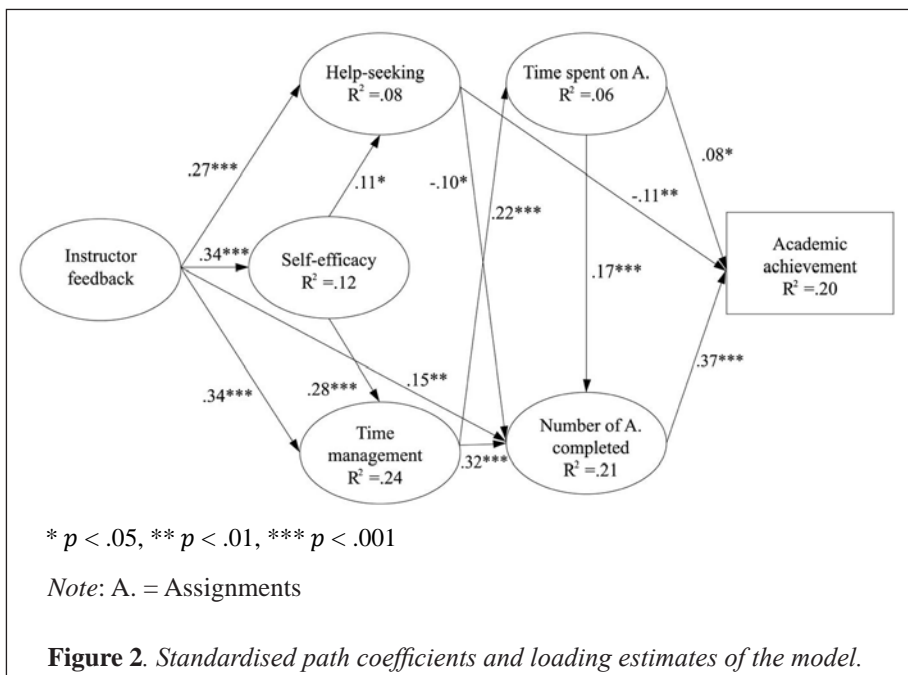 Help-seeking
R² =.08
Time spent on A.
R² =.06
.27***
.11*
-.10*
.22***
.08*
-.11**
Instructor
feedback
.34***
Self-efficacy
R² =.12
.17***
Academic
achievement
R² =.20
.34***
.28***
.15**
.37***
Time
management
R² =.24
.32***
Number of A.
completed
R² =.21
* p < .05, ** p < .01, *** p < .001
Note: A. = Assignments
Figure 2. Standardised path coefficients and loading estimates of the model.